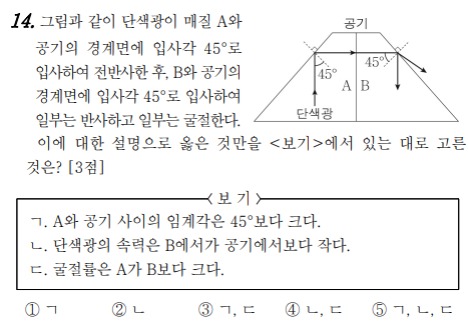 14. 그림과 같이 단색광이 매질 A와
공기의 경계면에 입사각 45°로
입사하여 전반사한 후, B와 공기의
경계면에 입사각 45°로 입사하여
일부는 반사하고 일부는 굴절한다.
공기
45°
45°
A
B
단색광
이에 대한 설명으로 옳은 것만을 <보기>에서 있는 대로 고른
것은? [3점]
<보 기>
ㄱ. A와 공기 사이의 임계각은 45°보다 크다.
ㄴ. 단색광의 속력은 B에서가 공기에서보다 작다.
ㄷ. 굴절률은 A가 B보다 크다.
① ㄱ ② ㄴ ③ ㄱ, ㄷ ④ ㄴ, ㄷ ⑤ ㄱ, ㄴ, ㄷ